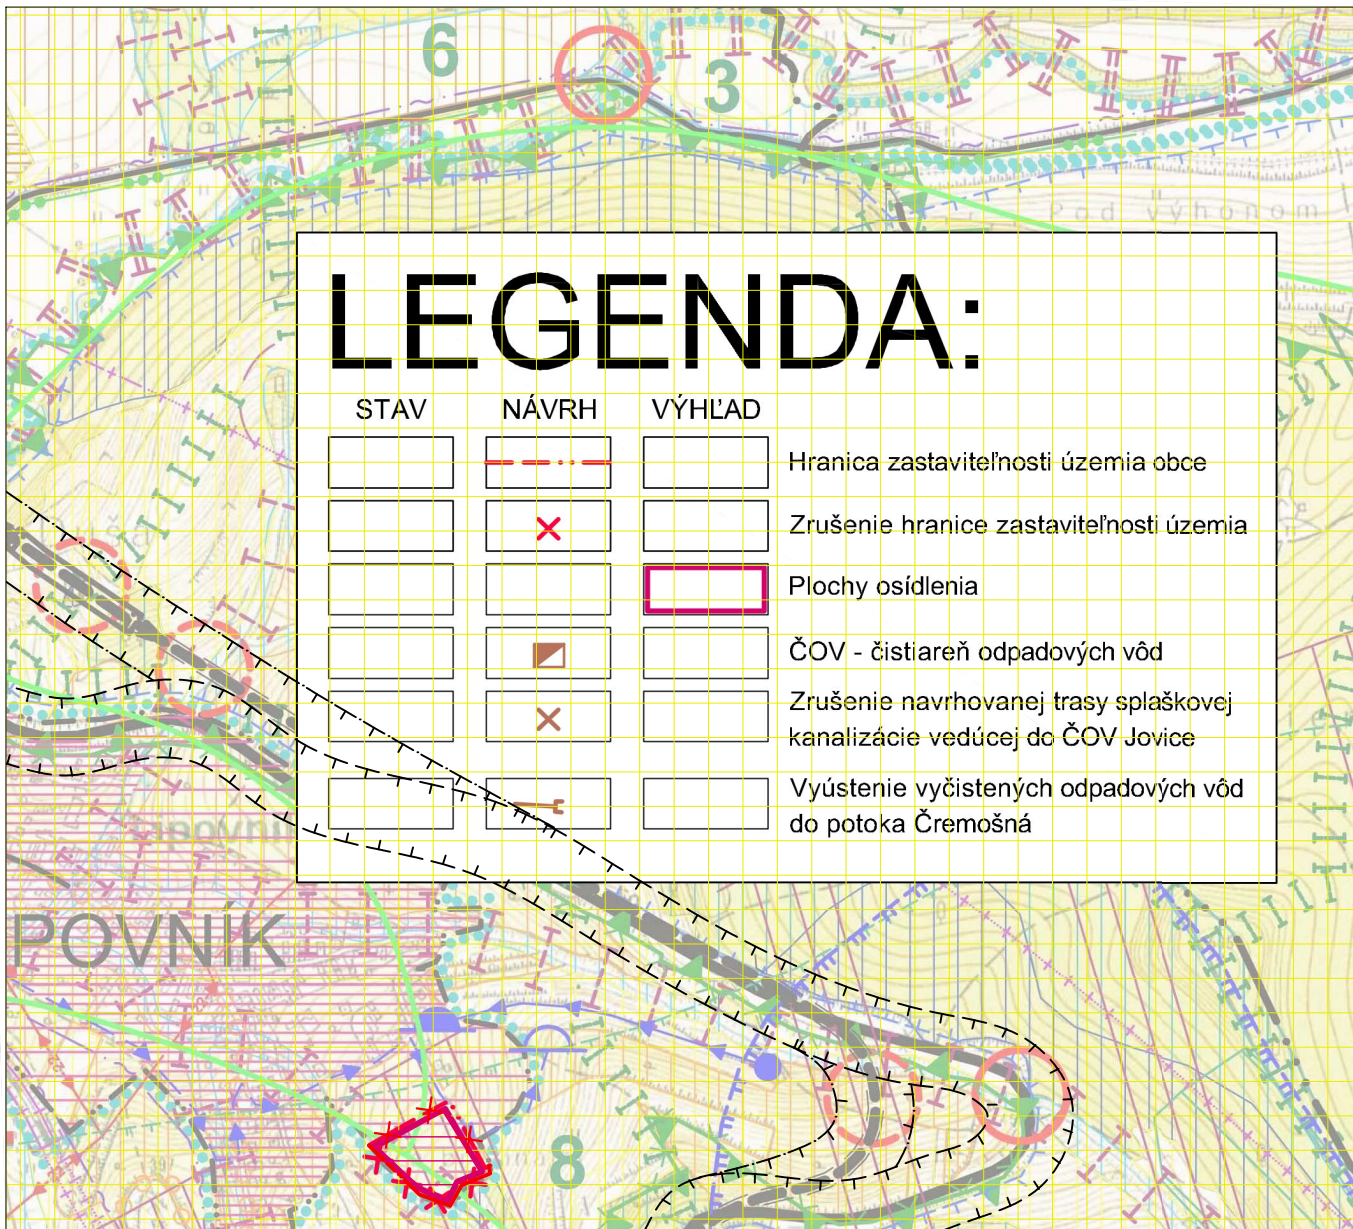 6
3
Pod výhonom
LEGENDA:
STAV NÁVRH VÝHĽAD
Hranica zastaviteľnosti územia obce
Zrušenie hranice zastaviteľnosti územia
Plochy osídlenia
ČOV - čistiareň odpadových vôd
Zrušenie navrhovanej trasy splaškovej
kanalizácie vedúcej do ČOV Jovice
Vyústenie vyčistených odpadových vôd
do potoka Čremošná
POVNÍK
8